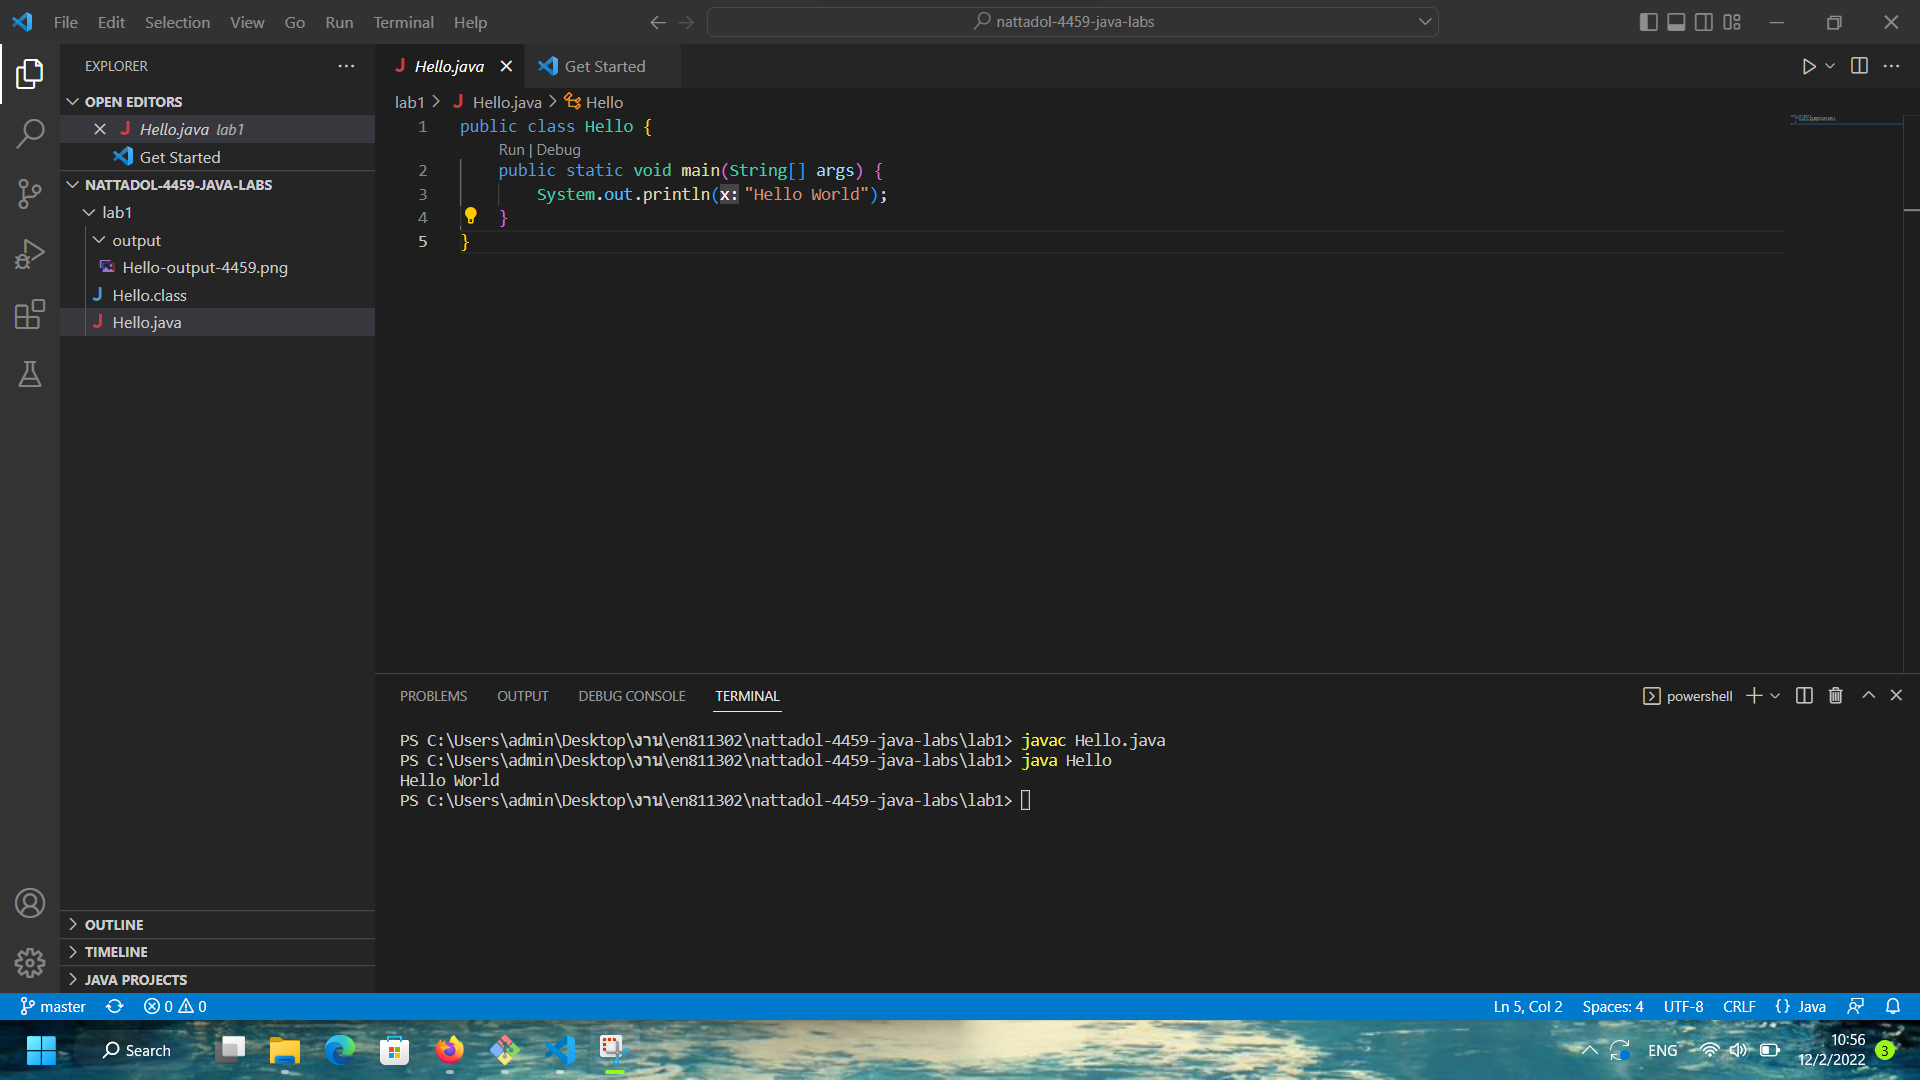 File Edit Selection View Go Run Terminal Help
nattadol-4459-java-labs
EXPLORER
OPEN EDITORS
Hello.java lab1
Get Started
NATTADOL-4459-JAVA-LABS
lab1
output
Hello-output-4459.png
Hello.class
Hello.java
OUTLINE
TIMELINE
JAVA PROJECTS
Hello.java
Get Started
lab1 > Hello.java > Hello
1 public class Hello {
Run | Debug
2 public static void main(String[] args) {
3 System.out.println(x: "Hello World");
4 }
5 }
PROBLEMS OUTPUT DEBUG CONSOLE TERMINAL
powershell
PS C:\Users\admin\Desktop\งาน\en811302\nattadol-4459-java-labs\lab1> javac Hello.java
PS C:\Users\admin\Desktop\งาน\en811302\nattadol-4459-java-labs\lab1> java Hello
Hello World
PS C:\Users\admin\Desktop\งาน\en811302\nattadol-4459-java-labs\lab1>
master 0 0
Ln 5, Col 2 Spaces: 4 UTF-8 CRLF {} Java
Search
ENG
10:56
12/2/2022
3